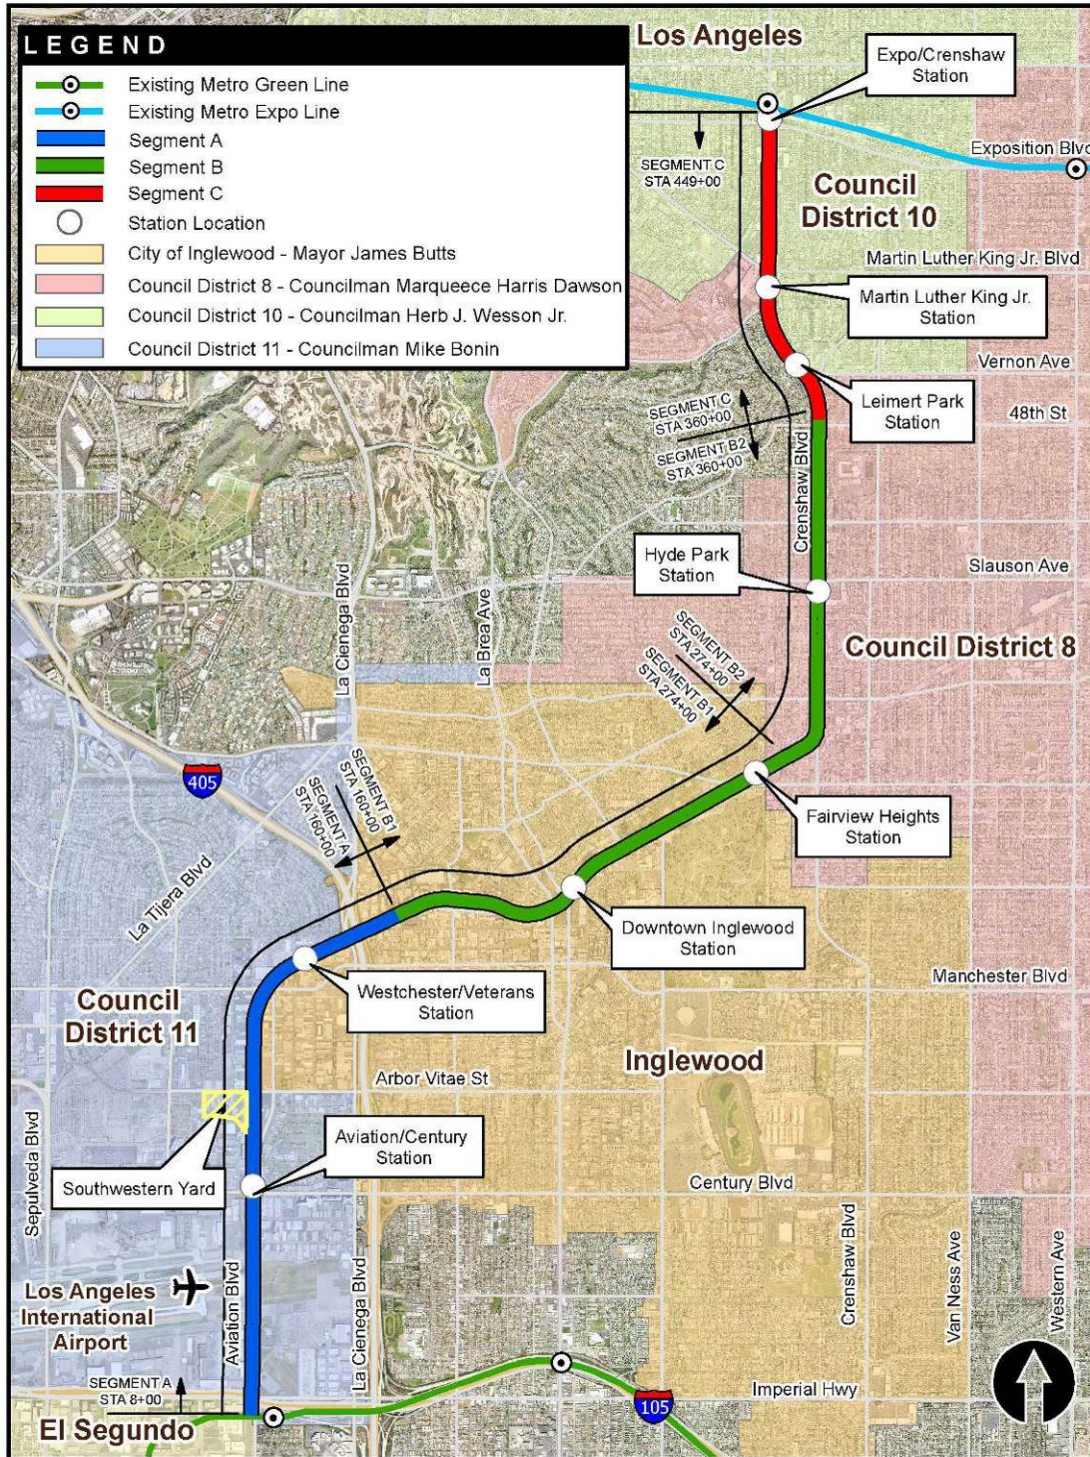 LEGEND
Existing Metro Green Line
Existing Metro Expo Line
Segment A
Segment B
Segment C
Station Location
City of Inglewood - Mayor James Butts
Council District 8 - Councilman Marqueece Harris Dawson
Council District 10 - Councilman Herb J. Wesson Jr.
Council District 11 - Councilman Mike Bonin
Los Angeles
Expo/Crenshaw
Station
SEGMENT C
STA 449+00
Exposition Blvd
Council
District 10
Martin Luther King Jr. Blvd
Martin Luther King Jr.
Station
Vernon Ave
Leimert Park
Station
48th St
SEGMENT C
STA 360+00
SEGMENT B2
STA 360+00
Crenshaw Blvd
Hyde Park
Station
Slauson Ave
La Cienega Blvd
La Brea Ave
Council District 8
SEGMENT B2
STA 274+00
SEGMENT B1
STA 274+00
405
SEGMENT B1
STA 160+00
SEGMENT A
STA 160+00
Fairview Heights
Station
La Tijera Blvd
Downtown Inglewood
Station
Manchester Blvd
Westchester/Veterans
Station
Council
District 11
Inglewood
Arbor Vitae St
Aviation/Century
Station
Southwestern Yard
Century Blvd
Sepulveda Blvd
Los Angeles
International
Airport
Aviation Blvd
La Cienega Blvd
Crenshaw Blvd
Van Ness Ave
Western Ave
SEGMENT A
STA 8+00
Imperial Hwy
105
El Segundo